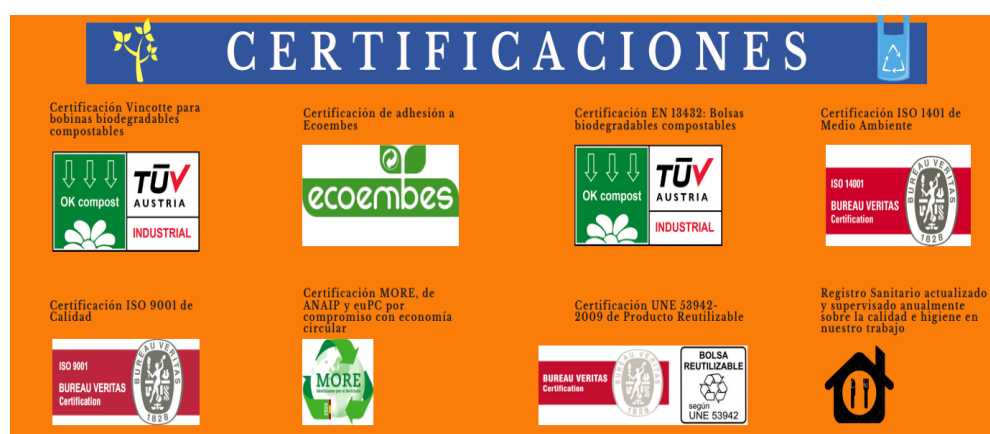 CERTIFICACIONES
Certificación Vincotte para
bobinas biodegradables
compostables
OK compost
TÜV
AUSTRIA
INDUSTRIAL
Certificación de adhesión a
Ecoembes
ecoembes
Certificación EN 13432: Bolsas
biodegradables compostables
OK compost
TÜV
AUSTRIA
INDUSTRIAL
Certificación ISO 1401 de
Medio Ambiente
ISO 14001
BUREAU VERITAS
Certification
BUREAU VERITAS
1828
Certificación ISO 9001 de
Calidad
ISO 9001
BUREAU VERITAS
Certification
BUREAU VERITAS
1828
Certificación MORE, de
ANAIP y euPC por
compromiso con economía
circular
MORE
Certificación UNE 53942-
2009 de Producto Reutilizable
BUREAU VERITAS
Certification
BUREAU VERITAS
1828
BOLSA
REUTILIZABLE
según
UNE 53942
Registro Sanitario actualizado
y supervisado anualmente
sobre la calidad e higiene en
nuestro trabajo